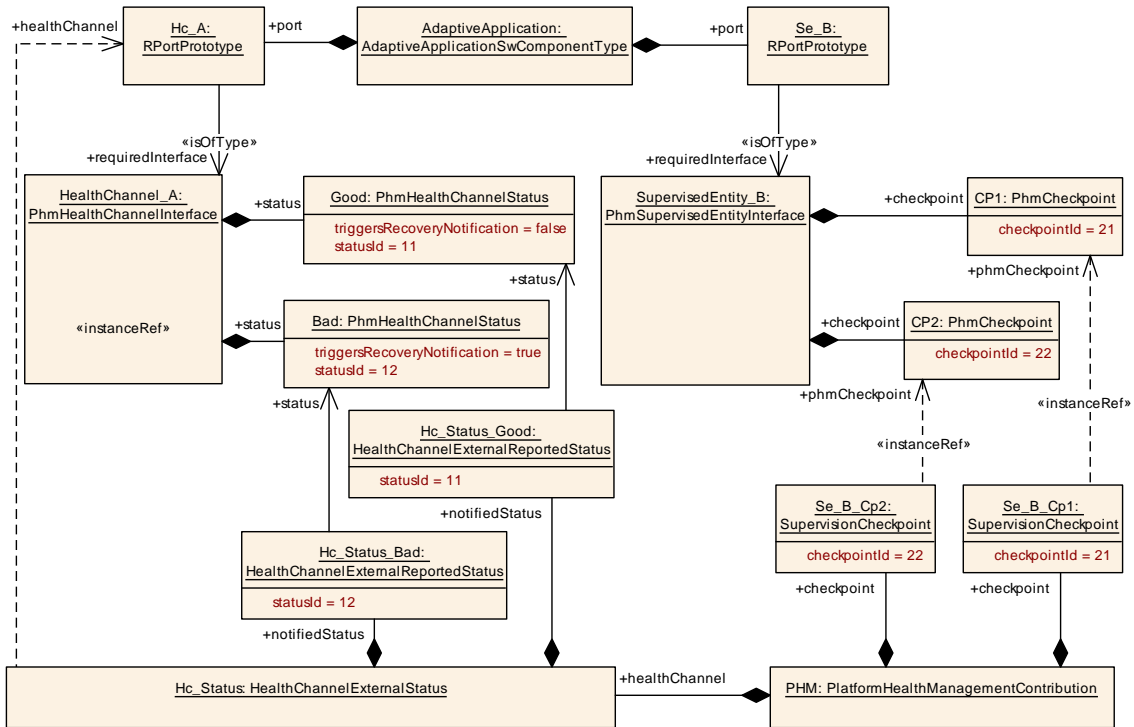 +healthChannel
Hc_A:
RPortPrototype
+port
AdaptiveApplication:
AdaptiveApplicationSwComponentType
+port
Se_B:
RPortPrototype
«isOfType»
+requiredInterface
«isOfType»
+requiredInterface
HealthChannel_A:
PhmHealthChannelInterface
«instanceRef»
+status
Good: PhmHealthChannelStatus
triggersRecoveryNotification = false
statusId = 11
+status
+status
Bad: PhmHealthChannelStatus
triggersRecoveryNotification = true
statusId = 12
+status
SupervisedEntity_B:
PhmSupervisedEntityInterface
+checkpoint
CP1: PhmCheckpoint
checkpointId = 21
+phmCheckpoint
+checkpoint
CP2: PhmCheckpoint
checkpointId = 22
+phmCheckpoint
«instanceRef»
«instanceRef»
Hc_Status_Good:
HealthChannelExternalReportedStatus
statusId = 11
+notifiedStatus
Hc_Status_Bad:
HealthChannelExternalReportedStatus
statusId = 12
+notifiedStatus
Se_B_Cp2:
SupervisionCheckpoint
checkpointId = 22
+checkpoint
Se_B_Cp1:
SupervisionCheckpoint
checkpointId = 21
+checkpoint
Hc_Status: HealthChannelExternalStatus
+healthChannel
PHM: PlatformHealthManagementContribution